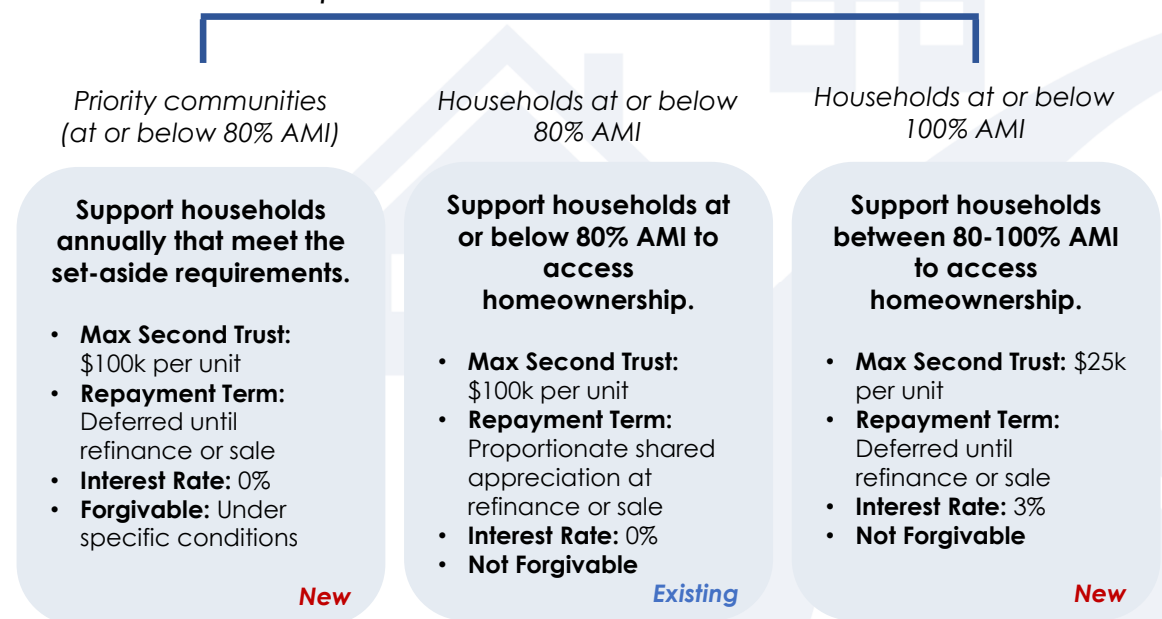 Priority communities
(at or below 80% AMI)
Support households
annually that meet the
set-aside requirements.
• Max Second Trust:
$100k per unit
• Repayment Term:
Deferred until
refinance or sale
• Interest Rate: 0%
• Forgivable: Under
specific conditions
New
Households at or below
80% AMI
Support households at
or below 80% AMI to
access
homeownership.
• Max Second Trust:
$100k per unit
• Repayment Term:
Proportionate shared
appreciation at
refinance or sale
• Interest Rate: 0%
• Not Forgivable
Existing
Households at or below
100% AMI
Support households
between 80-100% AMI
to access
homeownership.
• Max Second Trust: $25k
per unit
• Repayment Term:
Deferred until
refinance or sale
• Interest Rate: 3%
• Not Forgivable
New